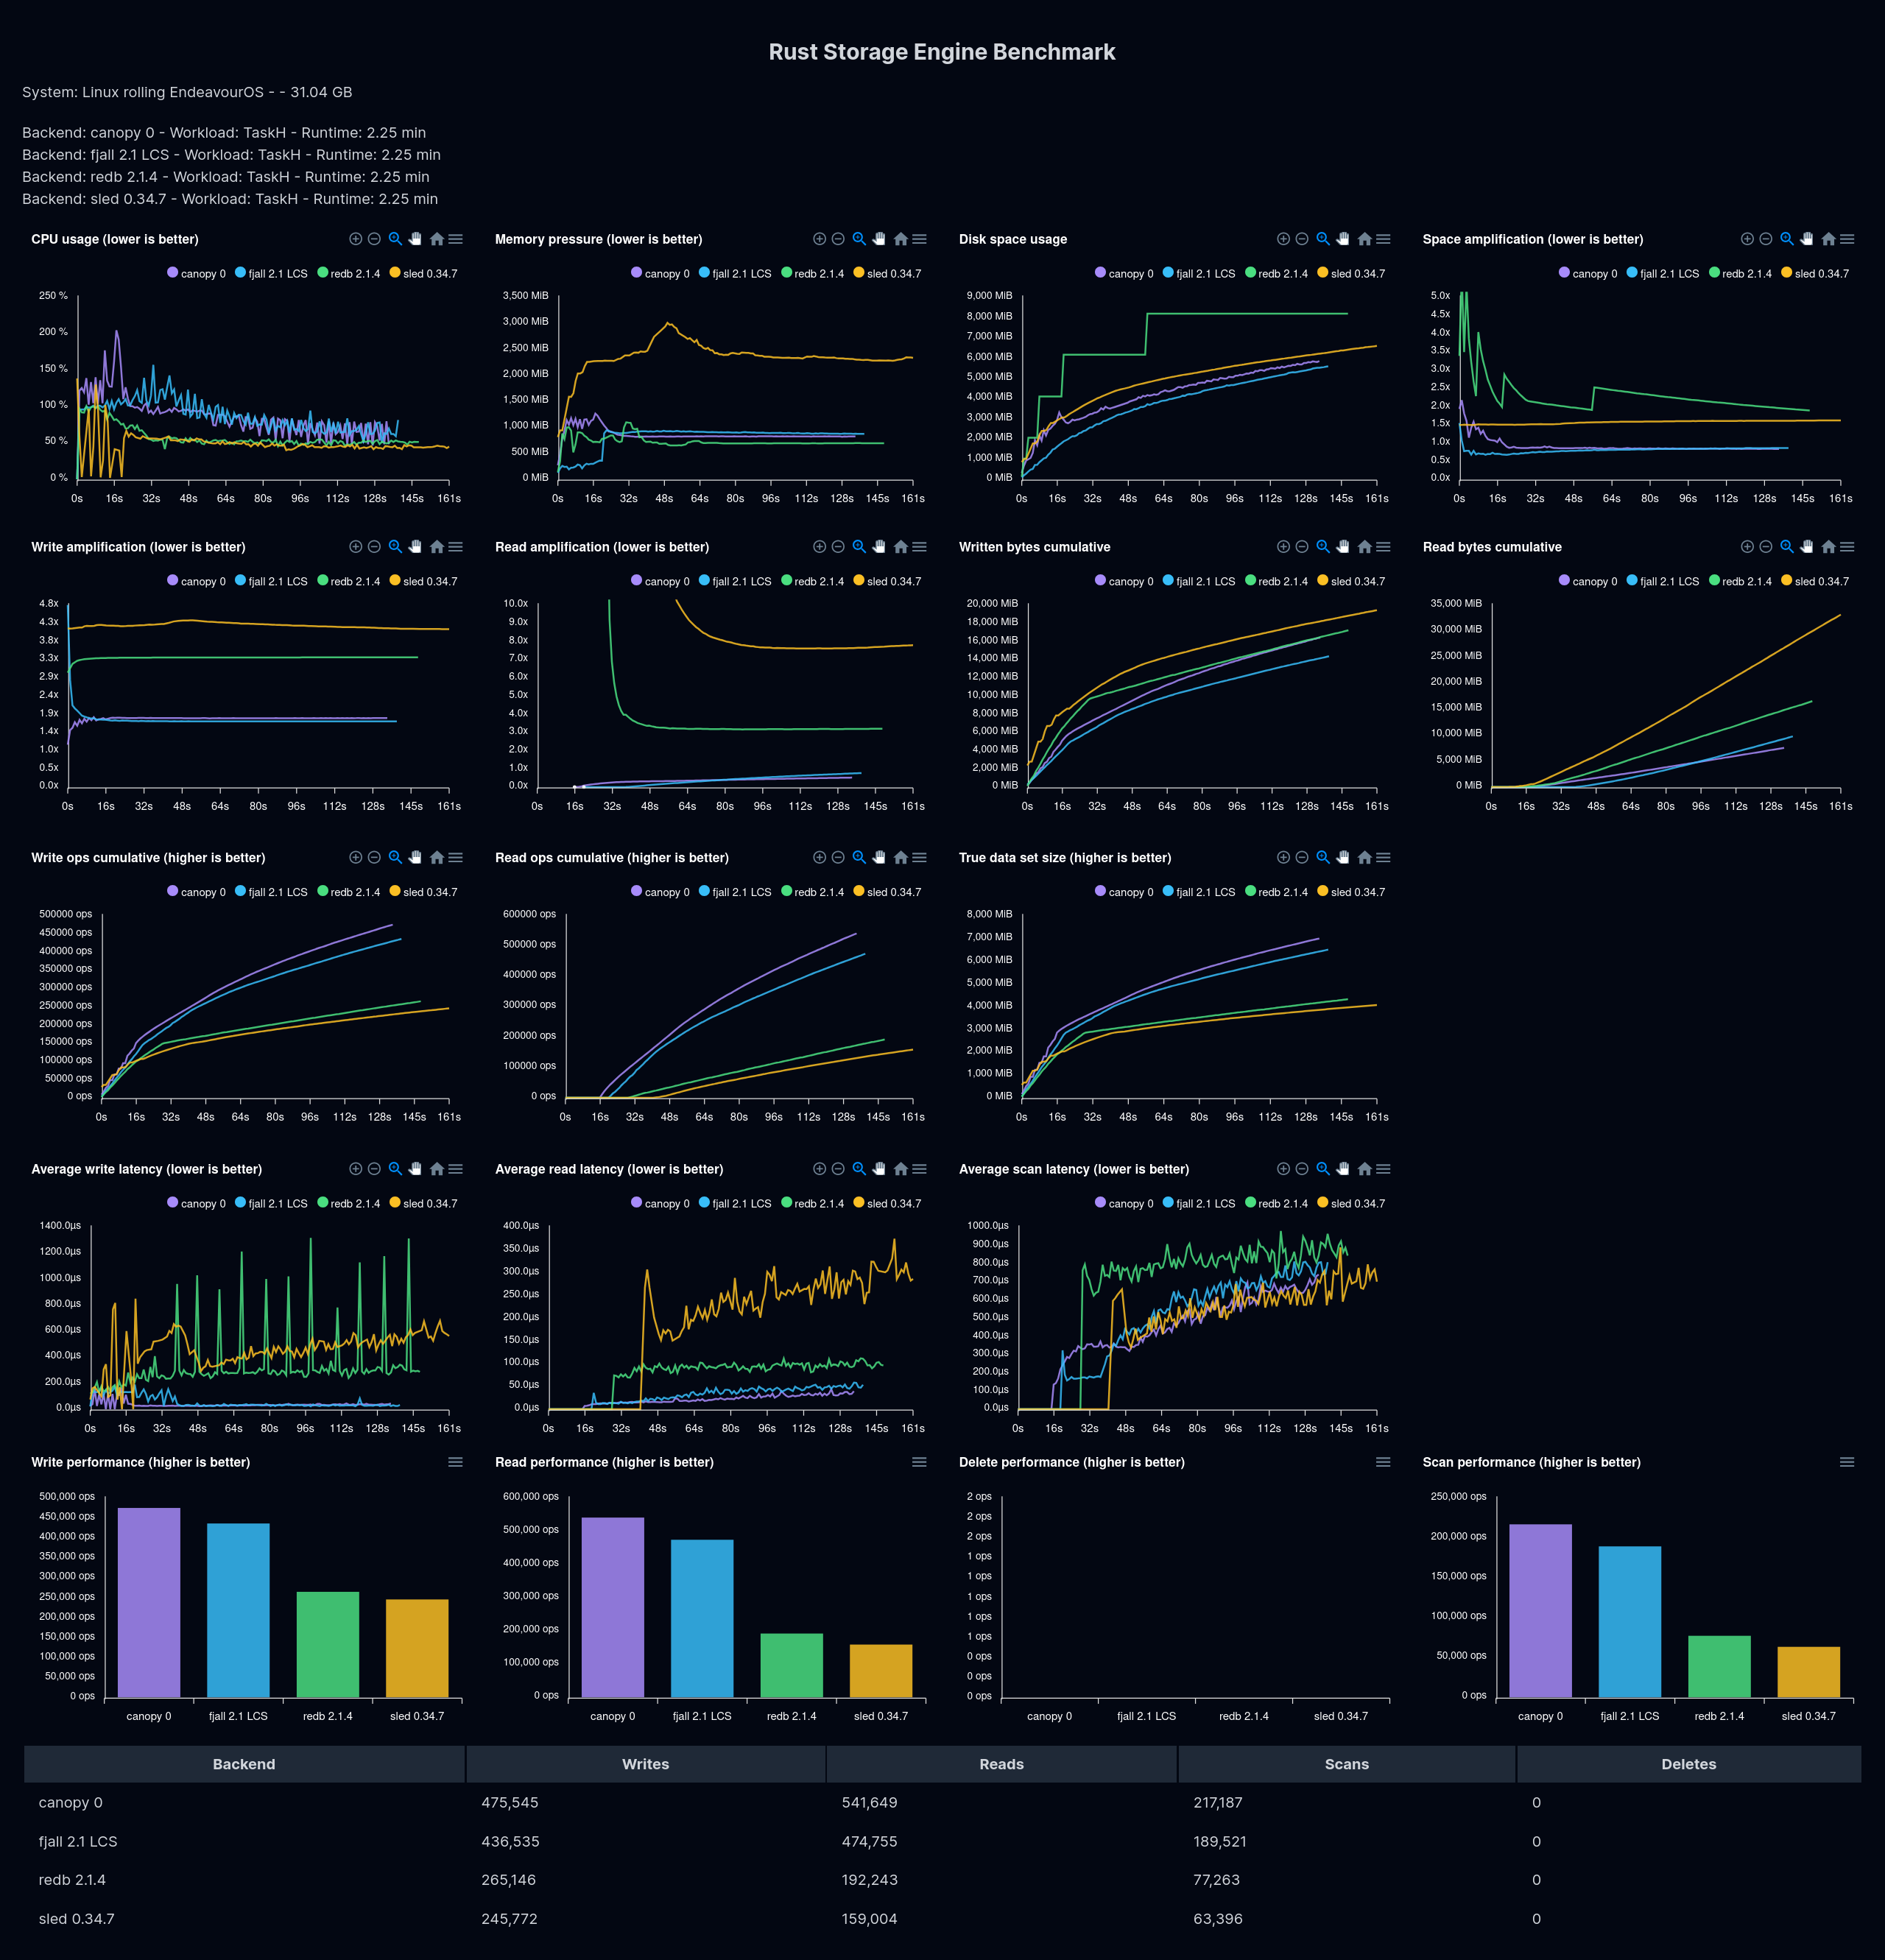 Rust Storage Engine Benchmark
System: Linux rolling EndeavourOS - - 31.04 GB
Backend: canopy 0 - Workload: TaskH - Runtime: 2.25 min
Backend: fjall 2.1 LCS - Workload: TaskH - Runtime: 2.25 min
Backend: redb 2.1.4 - Workload: TaskH - Runtime: 2.25 min
Backend: sled 0.34.7 - Workload: TaskH - Runtime: 2.25 min
CPU usage (lower is better)
canopy 0 fjall 2.1 LCS redb 2.1.4 sled 0.34.7
250 %
200 %
150 %
100 %
50 %
0 %
0s 16s 32s 48s 64s 80s 96s 112s 128s 145s 161s
Memory pressure (lower is better)
canopy 0 fjall 2.1 LCS redb 2.1.4 sled 0.34.7
3,500 MiB
3,000 MiB
2,500 MiB
2,000 MiB
1,500 MiB
1,000 MiB
500 MiB
0 MiB
0s 16s 32s 48s 64s 80s 96s 112s 128s 145s 161s
Disk space usage
canopy 0 fjall 2.1 LCS redb 2.1.4 sled 0.34.7
9,000 MiB
8,000 MiB
7,000 MiB
6,000 MiB
5,000 MiB
4,000 MiB
3,000 MiB
2,000 MiB
1,000 MiB
0 MiB
0s 16s 32s 48s 64s 80s 96s 112s 128s 145s 161s
Space amplification (lower is better)
canopy 0 fjall 2.1 LCS redb 2.1.4 sled 0.34.7
5.0x
4.5x
4.0x
3.5x
3.0x
2.5x
2.0x
1.5x
1.0x
0.5x
0.0x
0s 16s 32s 48s 64s 80s 96s 112s 128s 145s 161s
Write amplification (lower is better)
canopy 0 fjall 2.1 LCS redb 2.1.4 sled 0.34.7
4.8x
4.3x
3.8x
3.3x
2.9x
2.4x
1.9x
1.4x
1.0x
0.5x
0.0x
0s 16s 32s 48s 64s 80s 96s 112s 128s 145s 161s
Read amplification (lower is better)
canopy 0 fjall 2.1 LCS redb 2.1.4 sled 0.34.7
10.0x
9.0x
8.0x
7.0x
6.0x
5.0x
4.0x
3.0x
2.0x
1.0x
0.0x
0s 16s 32s 48s 64s 80s 96s 112s 128s 145s 161s
Written bytes cumulative
canopy 0 fjall 2.1 LCS redb 2.1.4 sled 0.34.7
20,000 MiB
18,000 MiB
16,000 MiB
14,000 MiB
12,000 MiB
10,000 MiB
8,000 MiB
6,000 MiB
4,000 MiB
2,000 MiB
0 MiB
0s 16s 32s 48s 64s 80s 96s 112s 128s 145s 161s
Read bytes cumulative
canopy 0 fjall 2.1 LCS redb 2.1.4 sled 0.34.7
35,000 MiB
30,000 MiB
25,000 MiB
20,000 MiB
15,000 MiB
10,000 MiB
5,000 MiB
0 MiB
0s 16s 32s 48s 64s 80s 96s 112s 128s 145s 161s
Write ops cumulative (higher is better)
canopy 0 fjall 2.1 LCS redb 2.1.4 sled 0.34.7
500000 ops
450000 ops
400000 ops
350000 ops
300000 ops
250000 ops
200000 ops
150000 ops
100000 ops
50000 ops
0 ops
0s 16s 32s 48s 64s 80s 96s 112s 128s 145s 161s
Read ops cumulative (higher is better)
canopy 0 fjall 2.1 LCS redb 2.1.4 sled 0.34.7
600000 ops
500000 ops
400000 ops
300000 ops
200000 ops
100000 ops
0 ops
0s 16s 32s 48s 64s 80s 96s 112s 128s 145s 161s
True data set size (higher is better)
canopy 0 fjall 2.1 LCS redb 2.1.4 sled 0.34.7
8,000 MiB
7,000 MiB
6,000 MiB
5,000 MiB
4,000 MiB
3,000 MiB
2,000 MiB
1,000 MiB
0 MiB
0s 16s 32s 48s 64s 80s 96s 112s 128s 145s 161s
Average write latency (lower is better)
canopy 0 fjall 2.1 LCS redb 2.1.4 sled 0.34.7
1400.0µs
1200.0µs
1000.0µs
800.0µs
600.0µs
400.0µs
200.0µs
0.0µs
0s 16s 32s 48s 64s 80s 96s 112s 128s 145s 161s
Average read latency (lower is better)
canopy 0 fjall 2.1 LCS redb 2.1.4 sled 0.34.7
400.0µs
350.0µs
300.0µs
250.0µs
200.0µs
150.0µs
100.0µs
50.0µs
0.0µs
0s 16s 32s 48s 64s 80s 96s 112s 128s 145s 161s
Average scan latency (lower is better)
canopy 0 fjall 2.1 LCS redb 2.1.4 sled 0.34.7
1000.0µs
900.0µs
800.0µs
700.0µs
600.0µs
500.0µs
400.0µs
300.0µs
200.0µs
100.0µs
0.0µs
0s 16s 32s 48s 64s 80s 96s 112s 128s 145s 161s
Write performance (higher is better)
500,000 ops
450,000 ops
400,000 ops
350,000 ops
300,000 ops
250,000 ops
200,000 ops
150,000 ops
100,000 ops
50,000 ops
0 ops
canopy 0 fjall 2.1 LCS redb 2.1.4 sled 0.34.7
Read performance (higher is better)
600,000 ops
500,000 ops
400,000 ops
300,000 ops
200,000 ops
100,000 ops
0 ops
canopy 0 fjall 2.1 LCS redb 2.1.4 sled 0.34.7
Delete performance (higher is better)
2 ops
2 ops
2 ops
1 ops
1 ops
1 ops
1 ops
1 ops
0 ops
0 ops
0 ops
canopy 0 fjall 2.1 LCS redb 2.1.4 sled 0.34.7
Scan performance (higher is better)
250,000 ops
200,000 ops
150,000 ops
100,000 ops
50,000 ops
0 ops
canopy 0 fjall 2.1 LCS redb 2.1.4 sled 0.34.7
Backend Writes Reads Scans Deletes
canopy 0 475,545 541,649 217,187 0
fjall 2.1 LCS 436,535 474,755 189,521 0
redb 2.1.4 265,146 192,243 77,263 0
sled 0.34.7 245,772 159,004 63,396 0